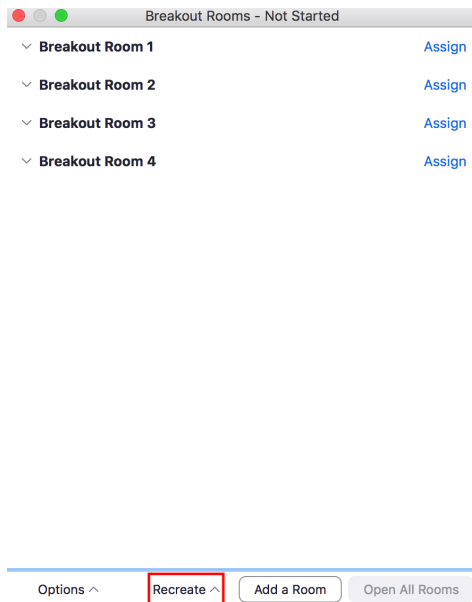 Breakout Rooms - Not Started
Breakout Room 1 Assign
Breakout Room 2 Assign
Breakout Room 3 Assign
Breakout Room 4 Assign
Options Recreate Add a Room Open All Rooms